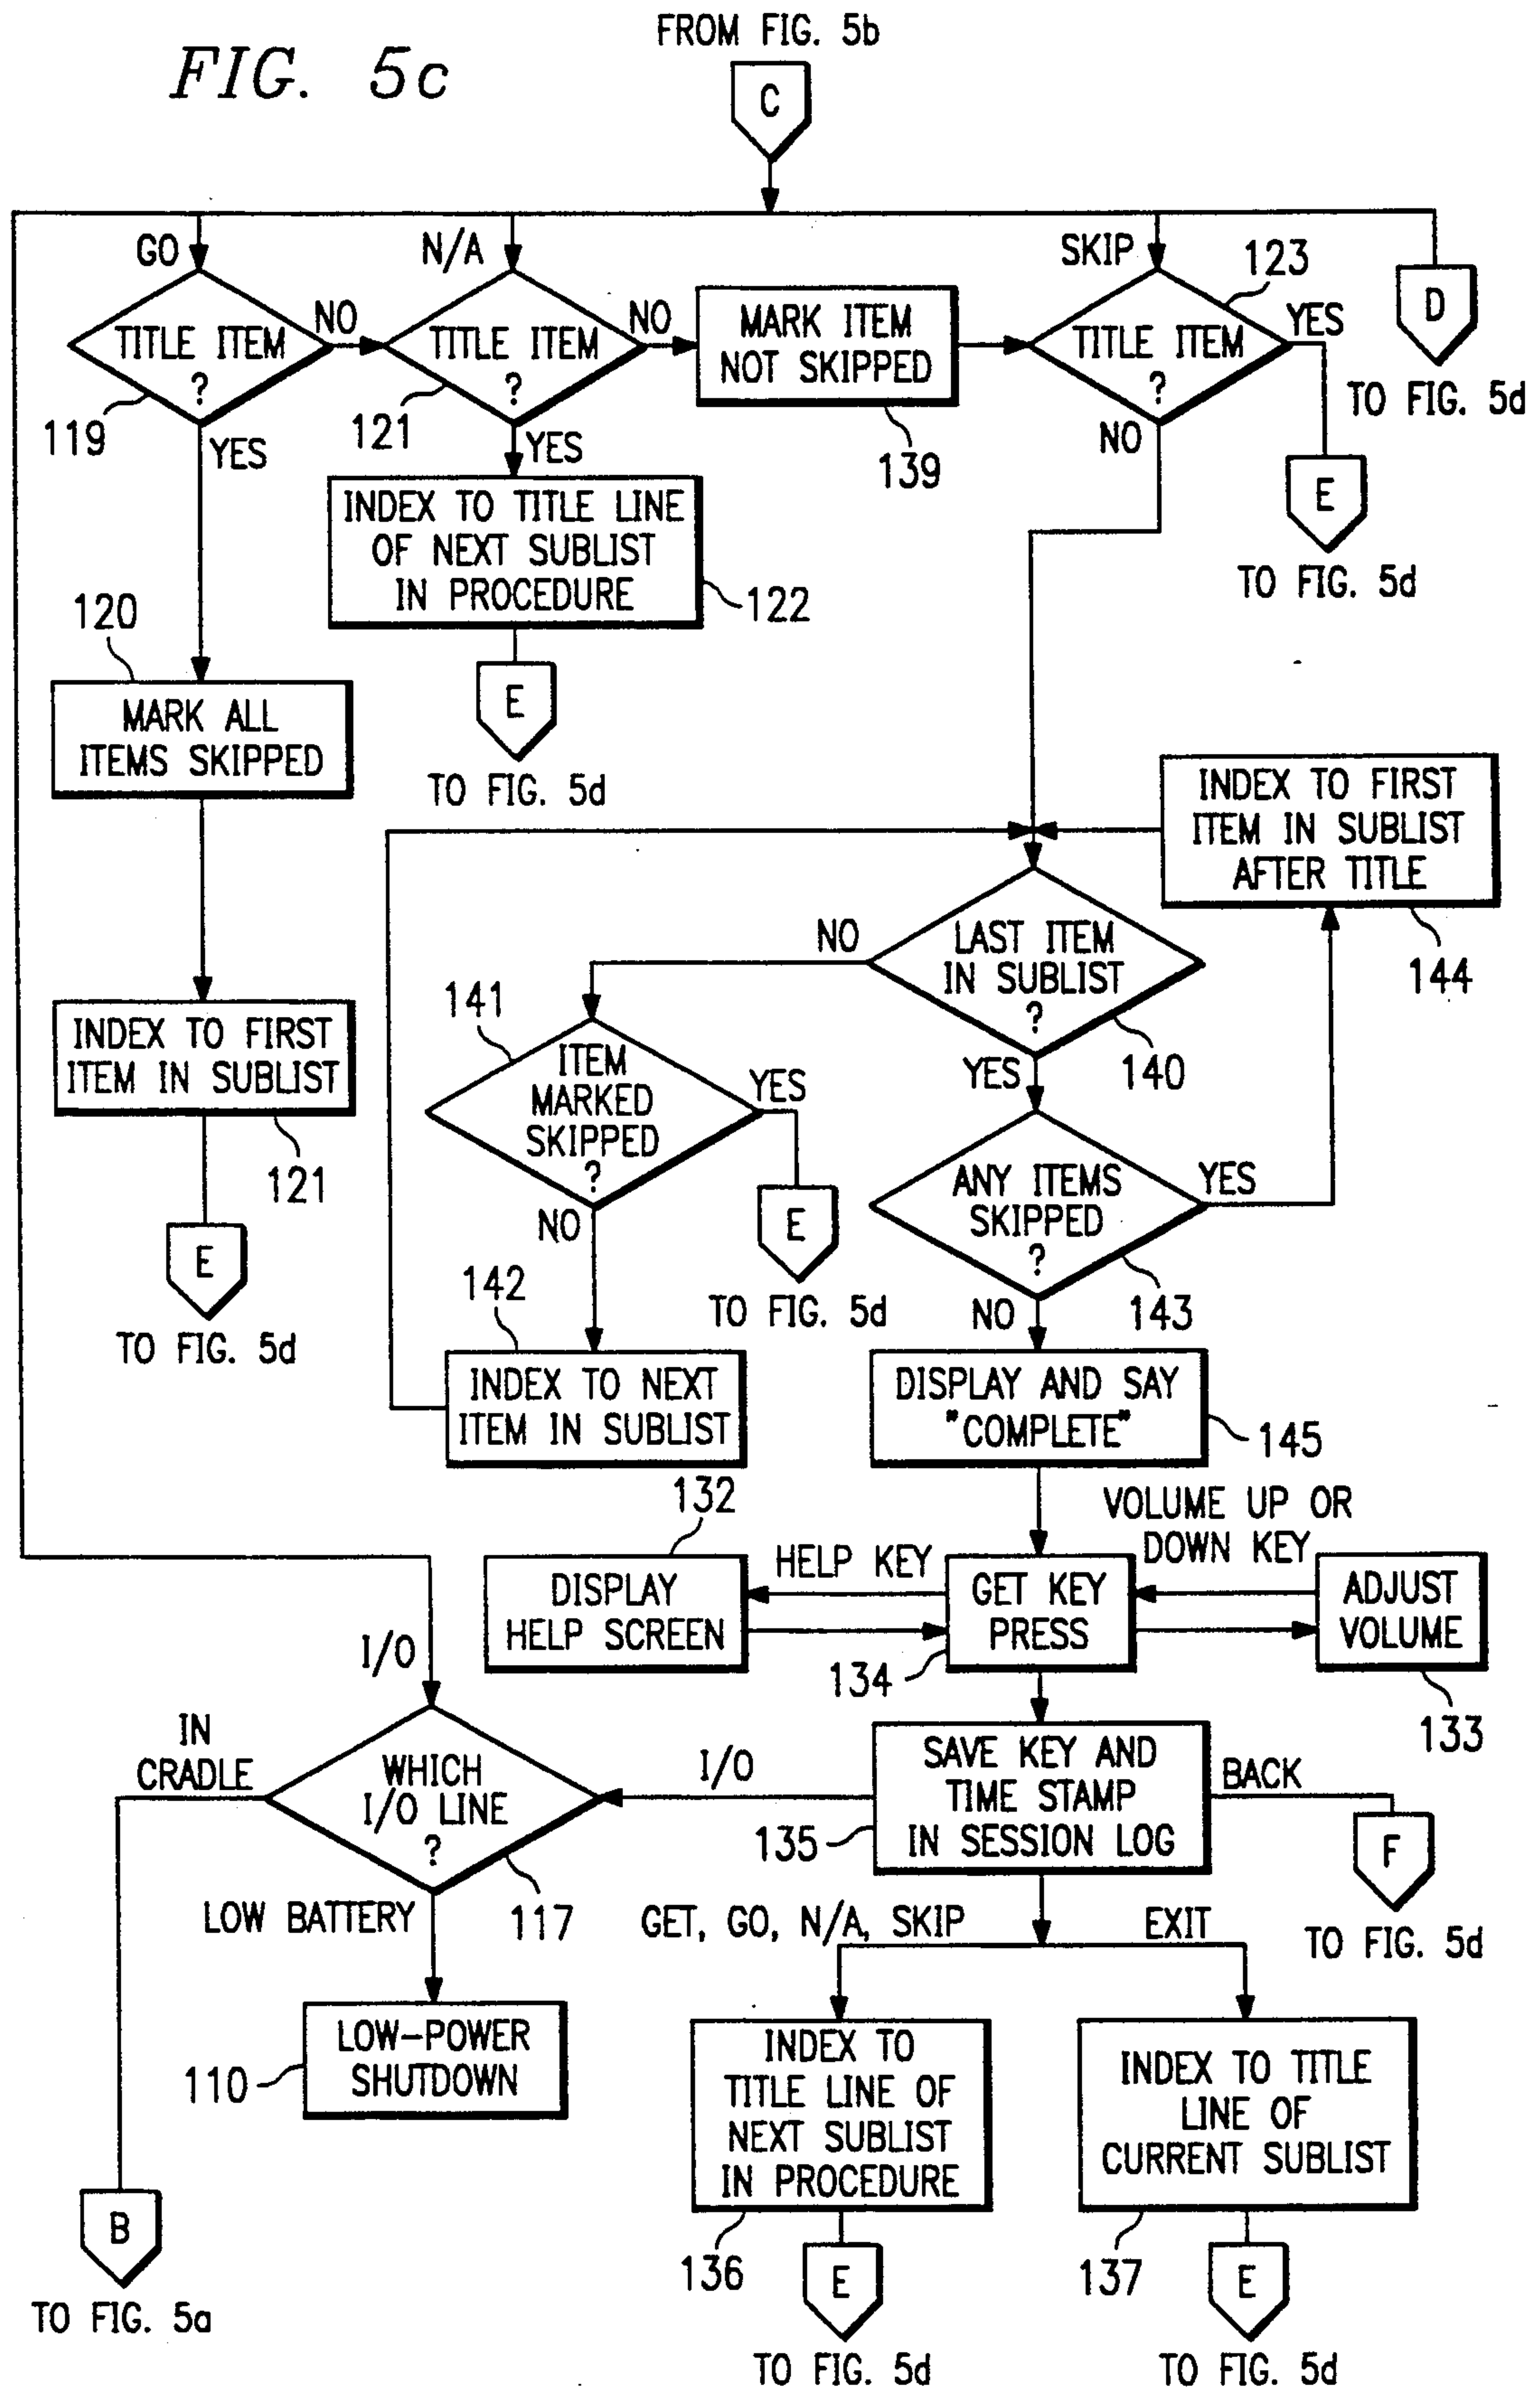 FROM FIG. 5b
FIG. 5c
C
GO
N/A
SKIP
123
D
TO FIG. 5d
TITLE ITEM
?
119
NO
YES
TITLE ITEM
?
121
NO
YES
MARK ITEM
NOT SKIPPED
139
TITLE ITEM
?
YES
NO
E
TO FIG. 5d
INDEX TO TITLE LINE
OF NEXT SUBLIST
IN PROCEDURE
122
E
TO FIG. 5d
120
MARK ALL
ITEMS SKIPPED
INDEX TO FIRST
ITEM IN SUBLIST
121
E
TO FIG. 5d
INDEX TO FIRST
ITEM IN SUBLIST
AFTER TITLE
144
NO
LAST ITEM
IN SUBLIST
?
140
YES
141
ITEM
MARKED
SKIPPED
?
YES
NO
E
TO FIG. 5d
ANY ITEMS
SKIPPED
?
YES
143
NO
142
INDEX TO NEXT
ITEM IN SUBLIST
DISPLAY AND SAY
"COMPLETE"
145
132
DISPLAY
HELP SCREEN
HELP KEY
GET KEY
PRESS
134
VOLUME UP OR
DOWN KEY
ADJUST
VOLUME
133
I/O
IN
CRADLE
WHICH
I/O LINE
?
117
I/O
SAVE KEY AND
TIME STAMP
IN SESSION LOG
135
BACK
F
TO FIG. 5d
LOW BATTERY
LOW-POWER
SHUTDOWN
110
GET, GO, N/A, SKIP
EXIT
INDEX TO
TITLE LINE OF
NEXT SUBLIST
IN PROCEDURE
136
INDEX TO TITLE
LINE OF
CURRENT SUBLIST
137
B
TO FIG. 5a
E
TO FIG. 5d
E
TO FIG. 5d